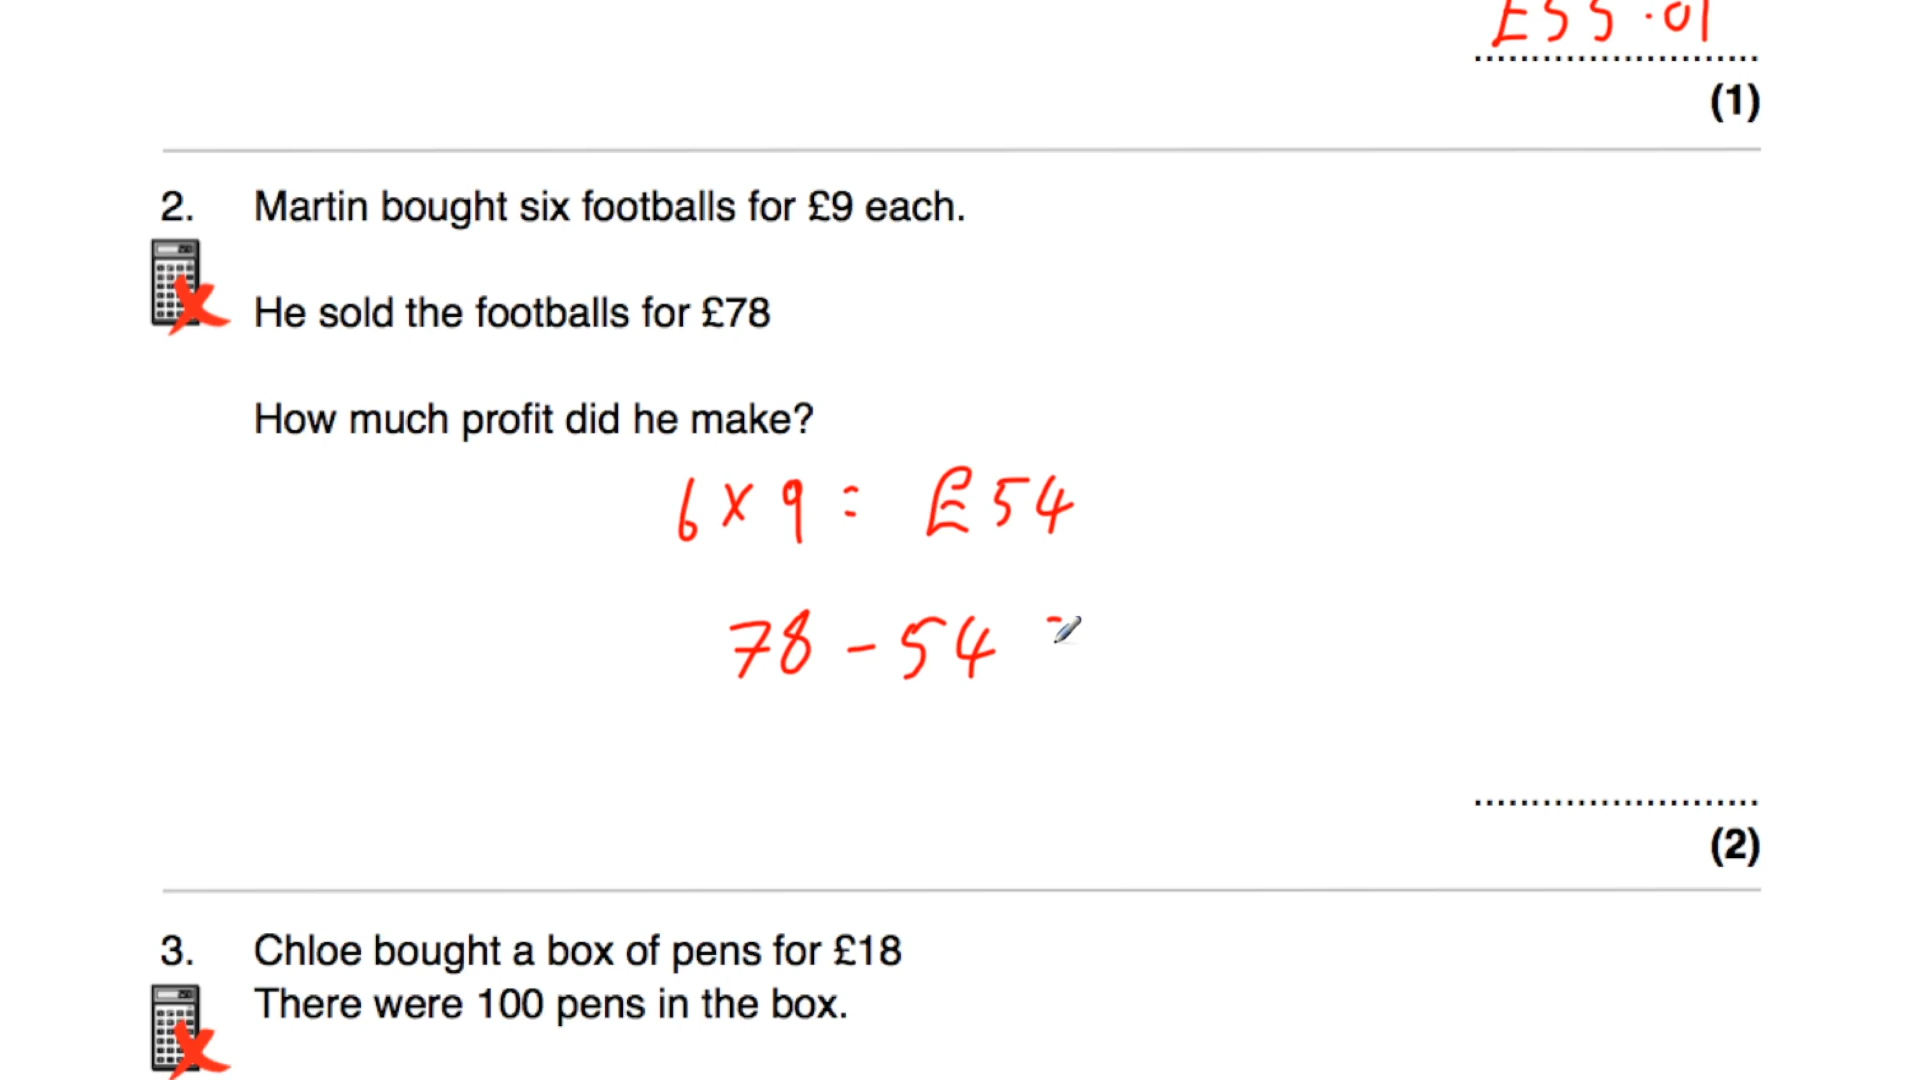 £55.01
(1)
2. Martin bought six footballs for £9 each.
He sold the footballs for £78
How much profit did he make?
6 x 9 = £54
78 - 54 =
(2)
3. Chloe bought a box of pens for £18
There were 100 pens in the box.